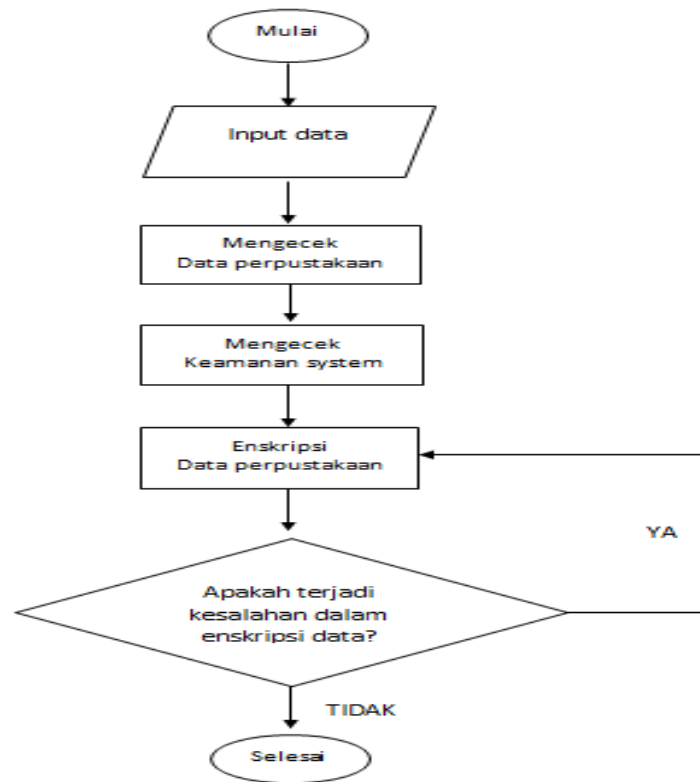 Mulai
Input data
Mengecek
Data perpustakaan
Mengecek
Keamanan system
Enskripsi
Data perpustakaan
YA
Apakah terjadi
kesalahan dalam
enskripsi data?
TIDAK
Selesai